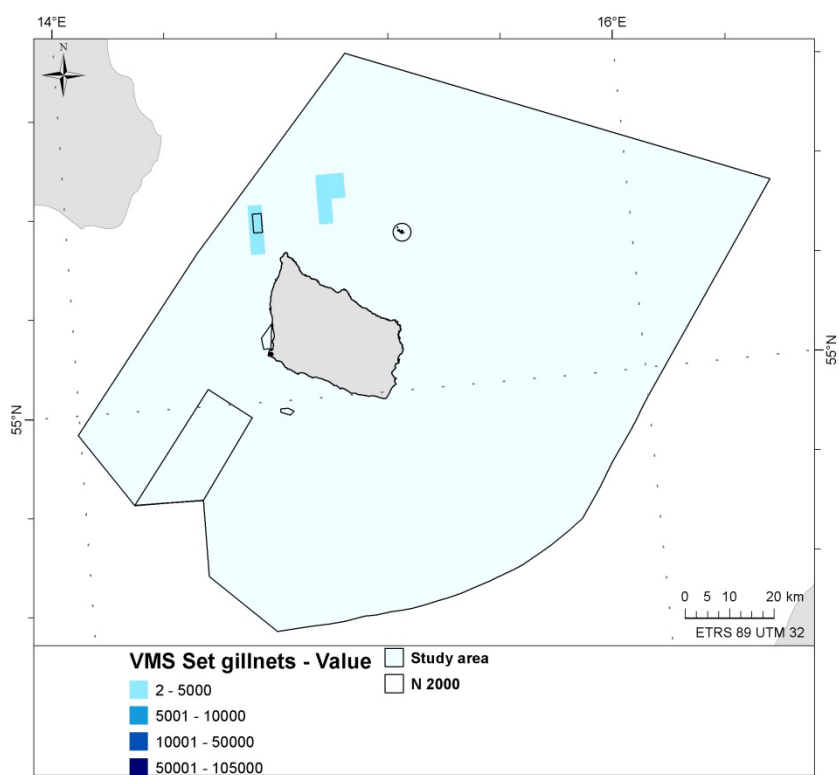 14°E
16°E
N
55°N
55°N
0 5 10 20 km
ETRS 89 UTM 32
VMS Set gillnets - Value
2 - 5000
5001 - 10000
10001 - 50000
50001 - 105000
Study area
N 2000